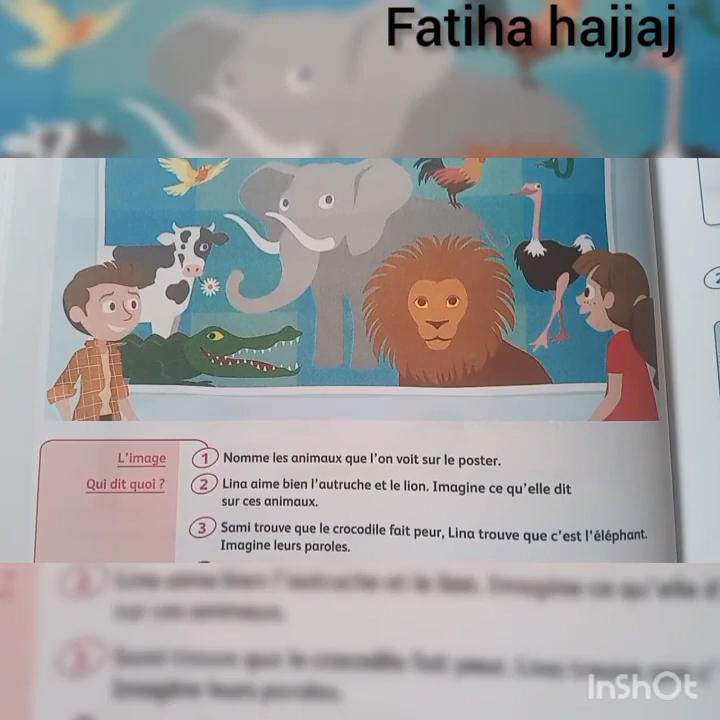 Fatiha hajjaj
L'image
1 Nomme les animaux que l'on voit sur le poster.
Qui dit quoi ?
2 Lina aime bien l'autruche et le lion. Imagine ce qu'elle dit
sur ces animaux.
3 Sami trouve que le crocodile fait peur, Lina trouve que c'est l'éléphant.
Imagine leurs paroles.
InShOt